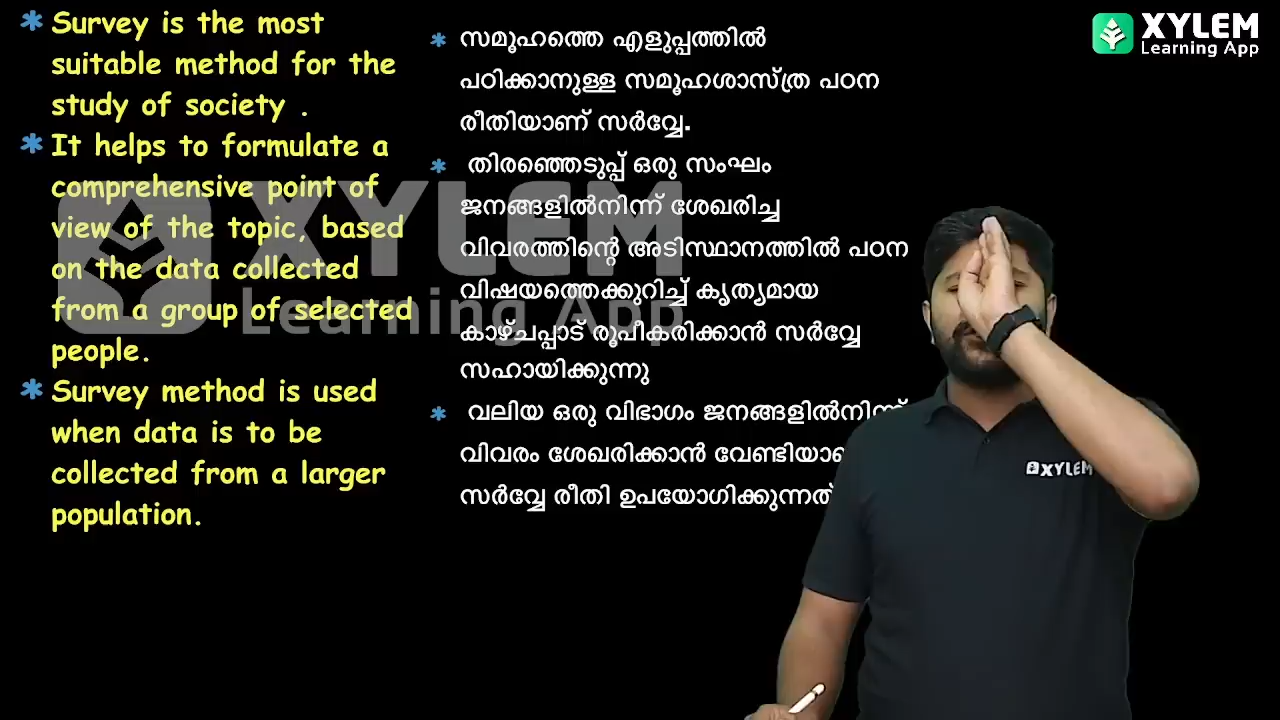 * Survey is the most
suitable method for the
study of society .
* It helps to formulate a
comprehensive point of
view of the topic, based
on the data collected
from a group of selected
people.
* Survey method is used
when data is to be
collected from a larger
population.
* സമൂഹത്തെ എളുപ്പത്തിൽ
പഠിക്കാനുള്ള സമൂഹശാസ്ത്ര പഠന
രീതിയാണ് സർവ്വേ.
* തിരഞ്ഞെടുപ്പ് ഒരു സംഘം
ജനങ്ങളിൽനിന്ന് ശേഖരിച്ച
വിവരത്തിന്റെ അടിസ്ഥാനത്തിൽ പഠന
വിഷയത്തെക്കുറിച്ച് കൃത്യമായ
കാഴ്ചപ്പാട് രൂപീകരിക്കാൻ സർവ്വേ
സഹായിക്കുന്നു
* വലിയ ഒരു വിഭാഗം ജനങ്ങളിൽനിന്ന്
വിവരം ശേഖരിക്കാൻ
സർവ്വേ രീതി ഉപയോഗിക്കുന്നത്
XYLEM
Learning App
XYLEM
Learning App
XYLEM